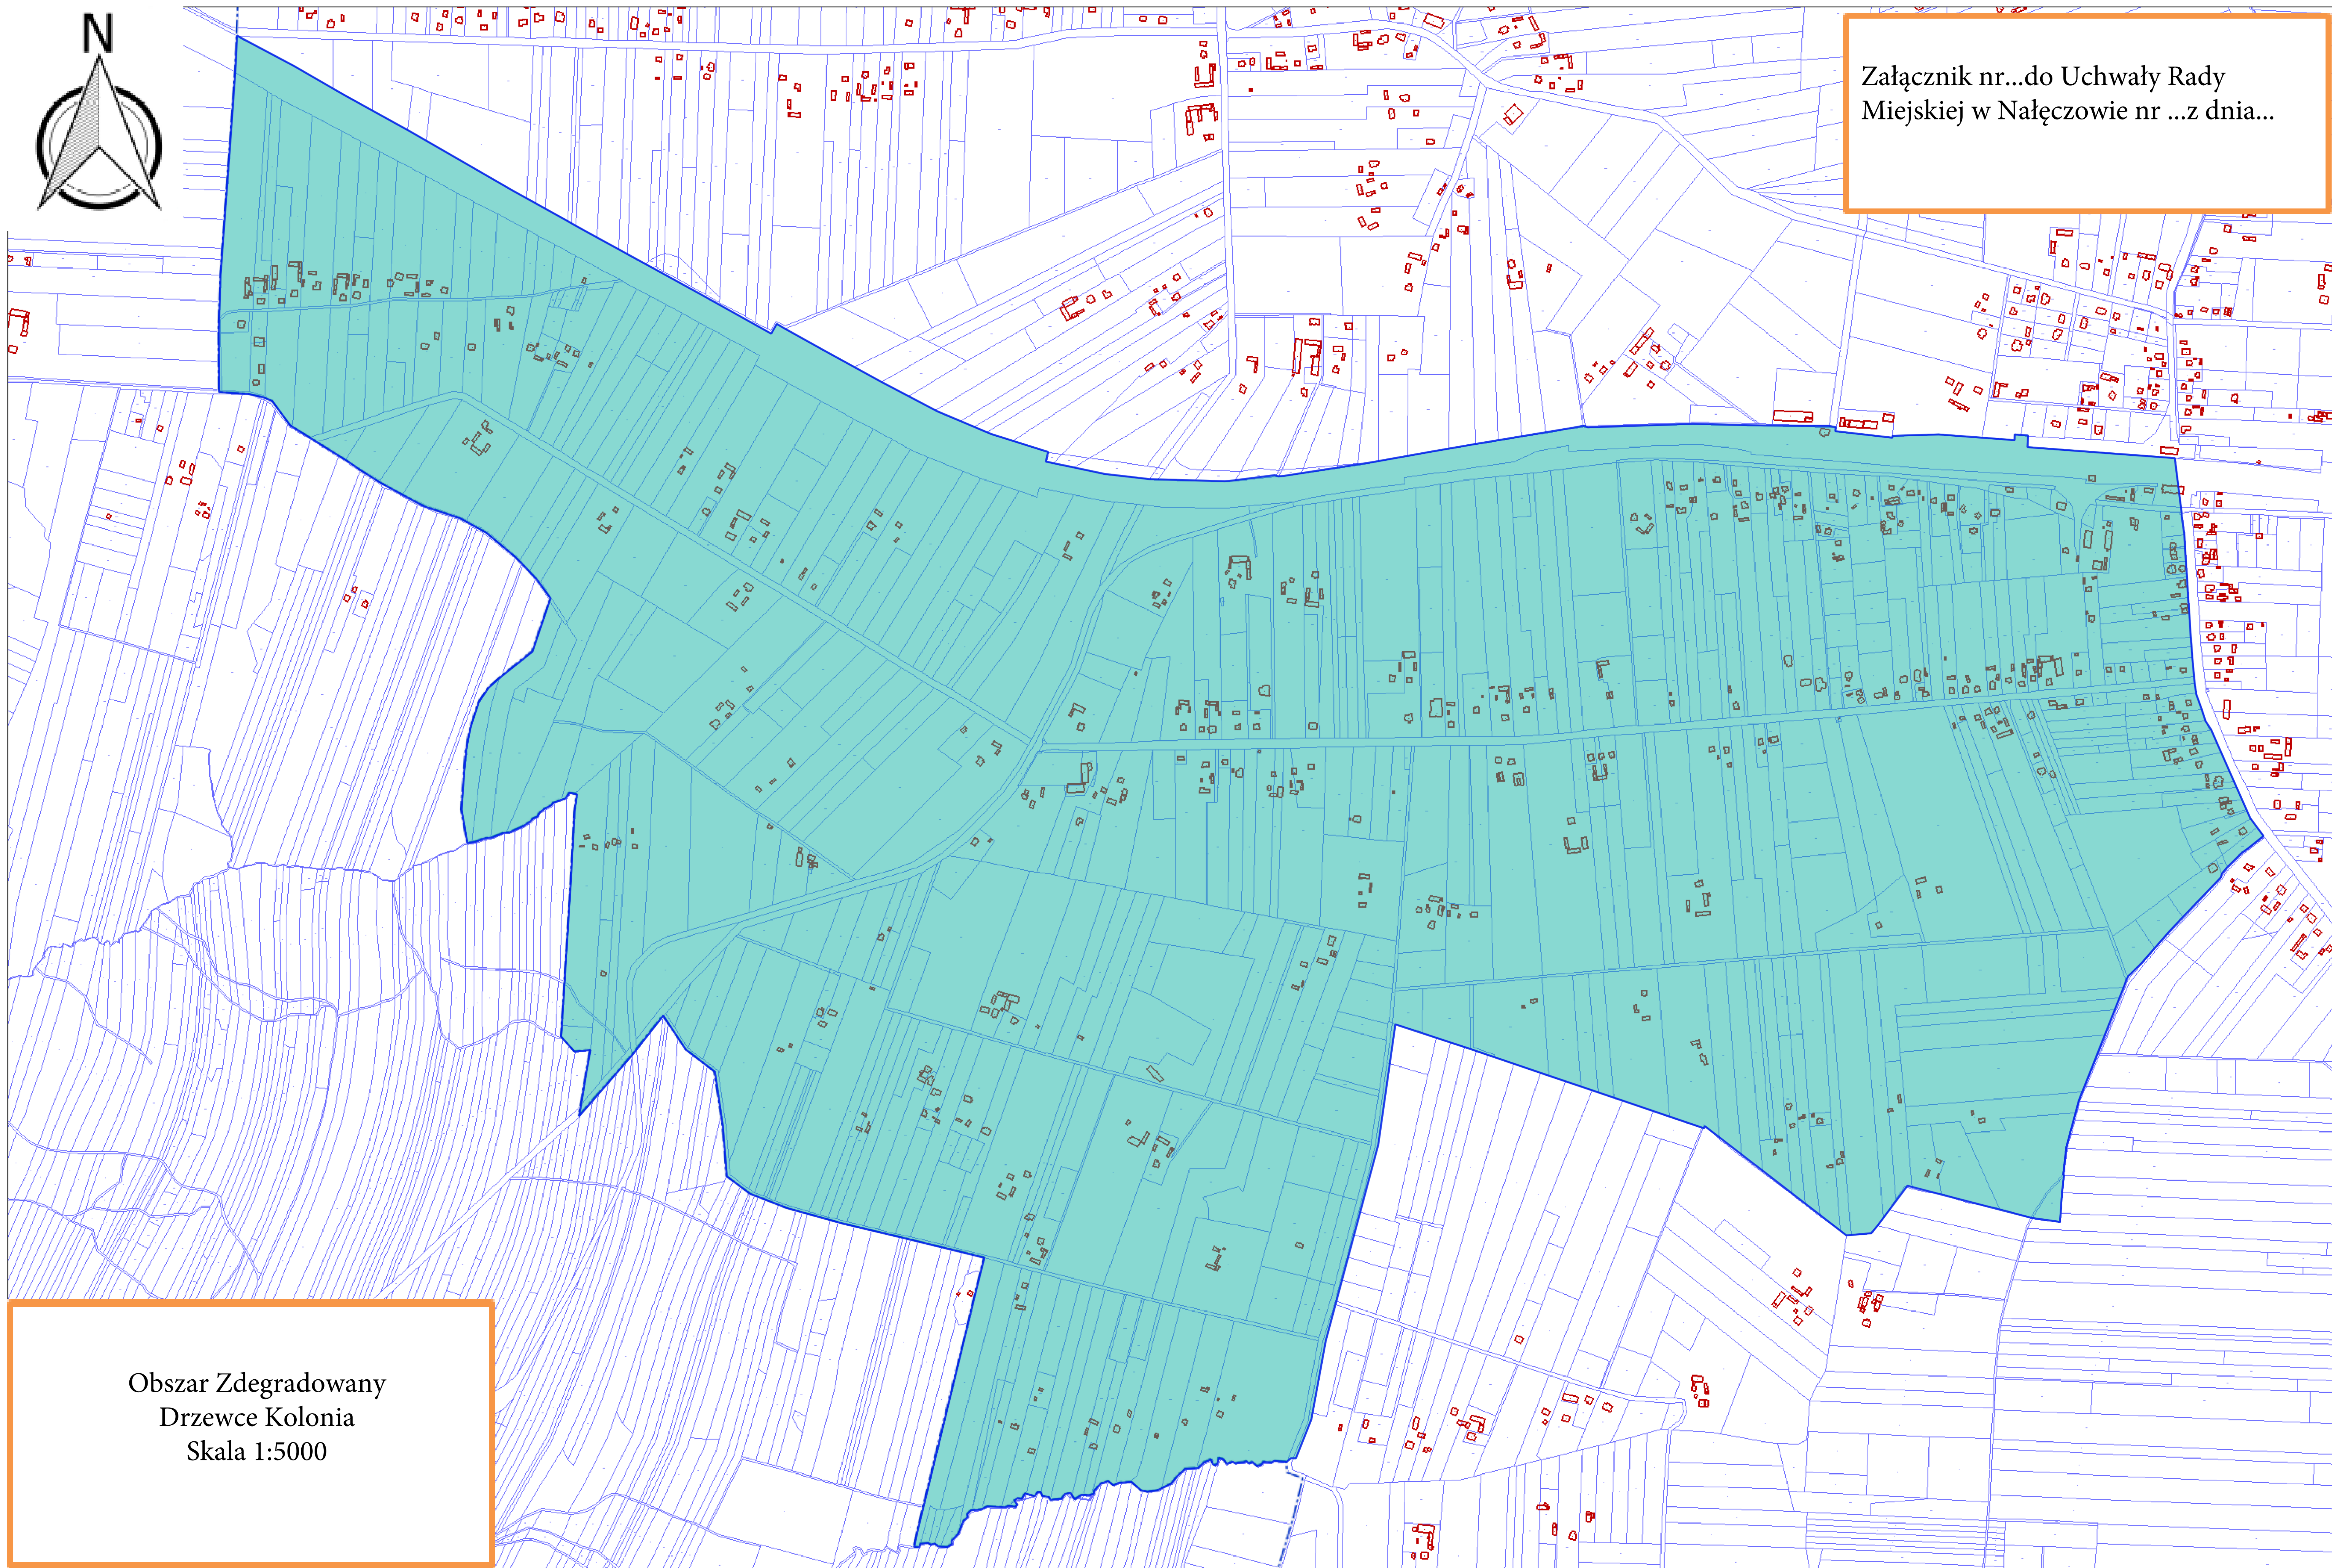 N
Załącznik nr...do Uchwały Rady
Miejskiej w Nałęczowie nr ...z dnia...
Obszar Zdegradowany
Drzewce Kolonia
Skala 1:5000